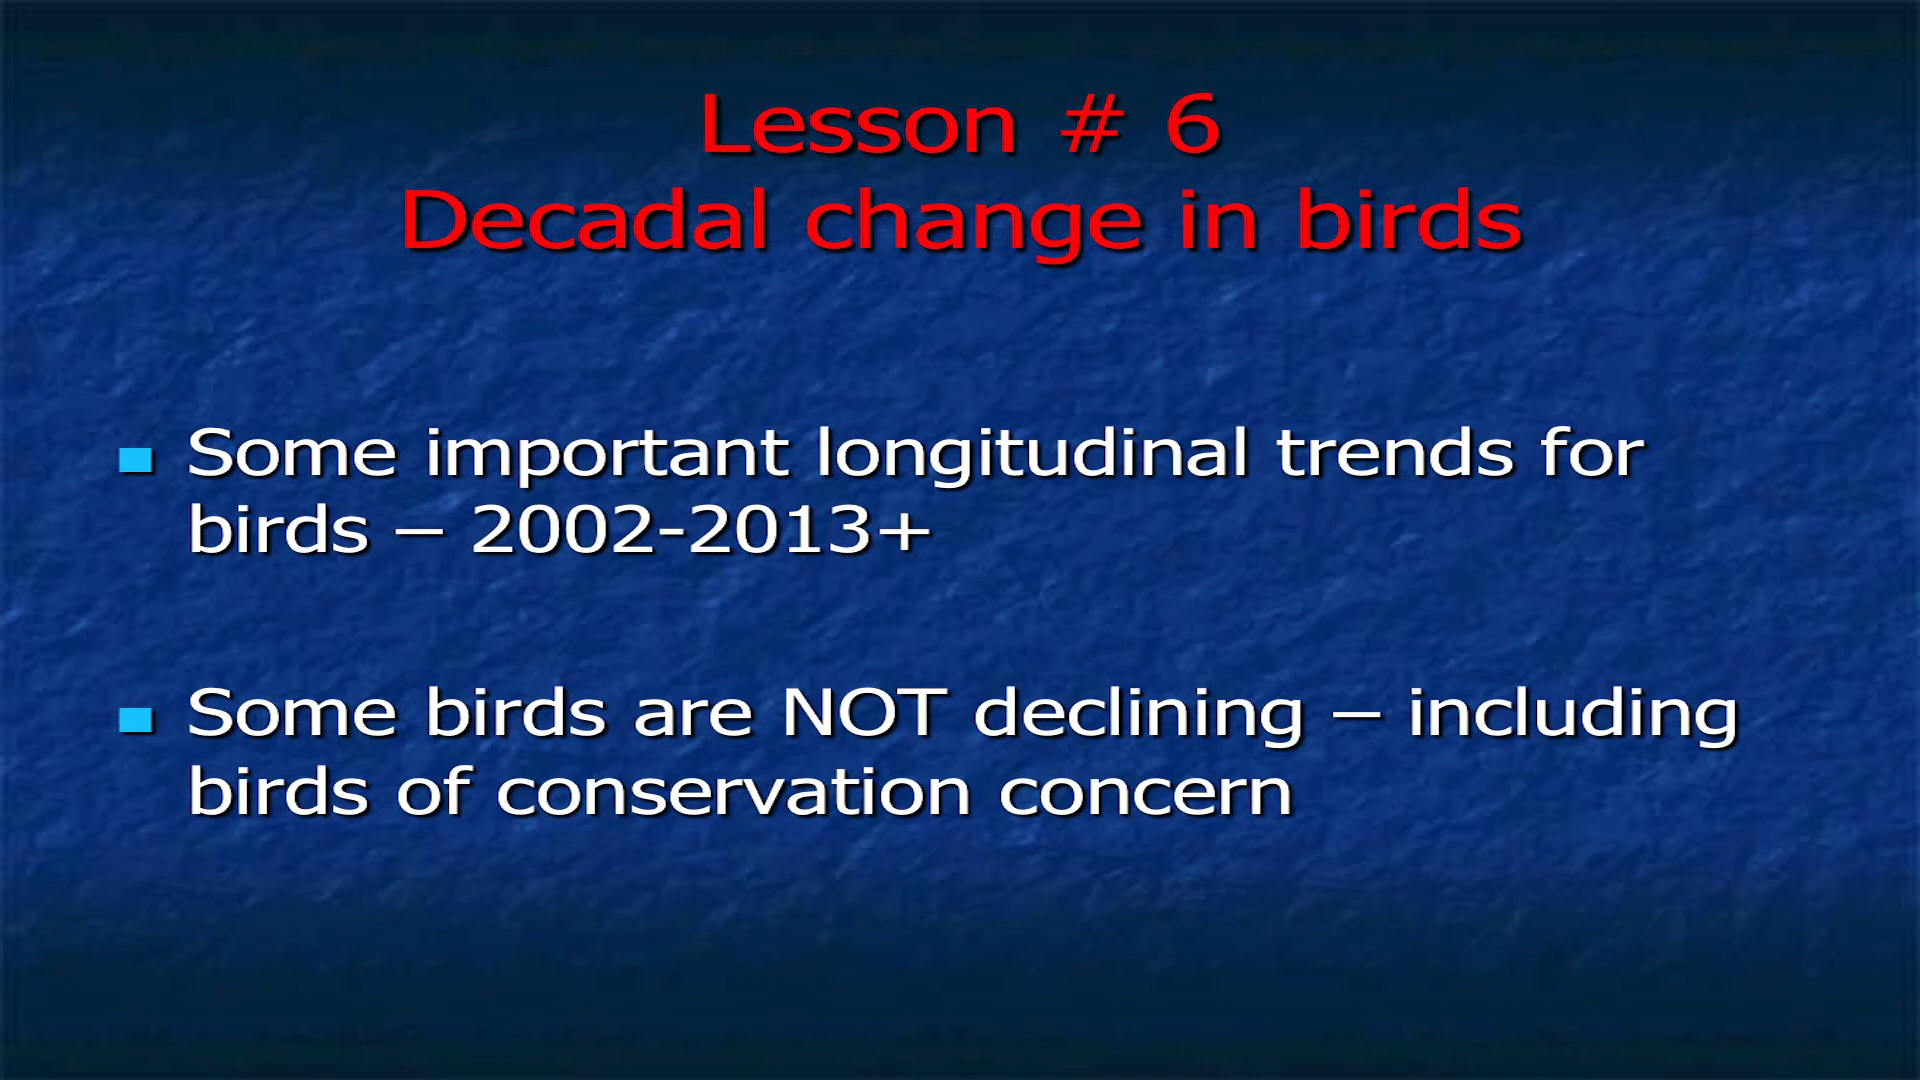 Lesson # 6
Decadal change in birds
Some important longitudinal trends for
birds – 2002-2013+
Some birds are NOT declining – including
birds of conservation concern